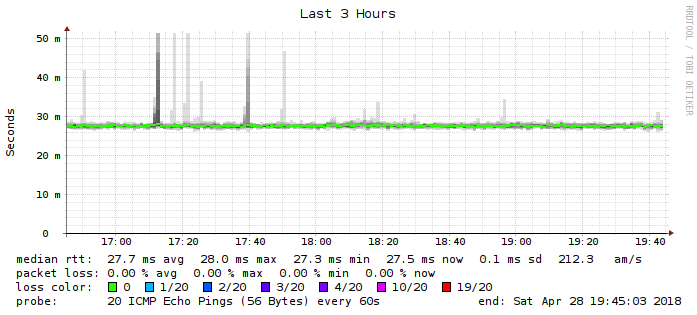 Last 3 Hours
RRDTOOL / TOBI OETIKER
Seconds
50 m
40 m
30 m
20 m
10 m
0
17:00 17:20 17:40 18:00 18:20 18:40 19:00 19:20 19:40
median rtt: 27.7 ms avg 28.0 ms max 27.3 ms min 27.5 ms now 0.1 ms sd 212.3 am/s
packet loss: 0.00 % avg 0.00 % max 0.00 % min 0.00 % now
loss color: 0 1/20 2/20 3/20 4/20 10/20 19/20
probe: 20 ICMP Echo Pings (56 Bytes) every 60s end: Sat Apr 28 19:45:03 2018